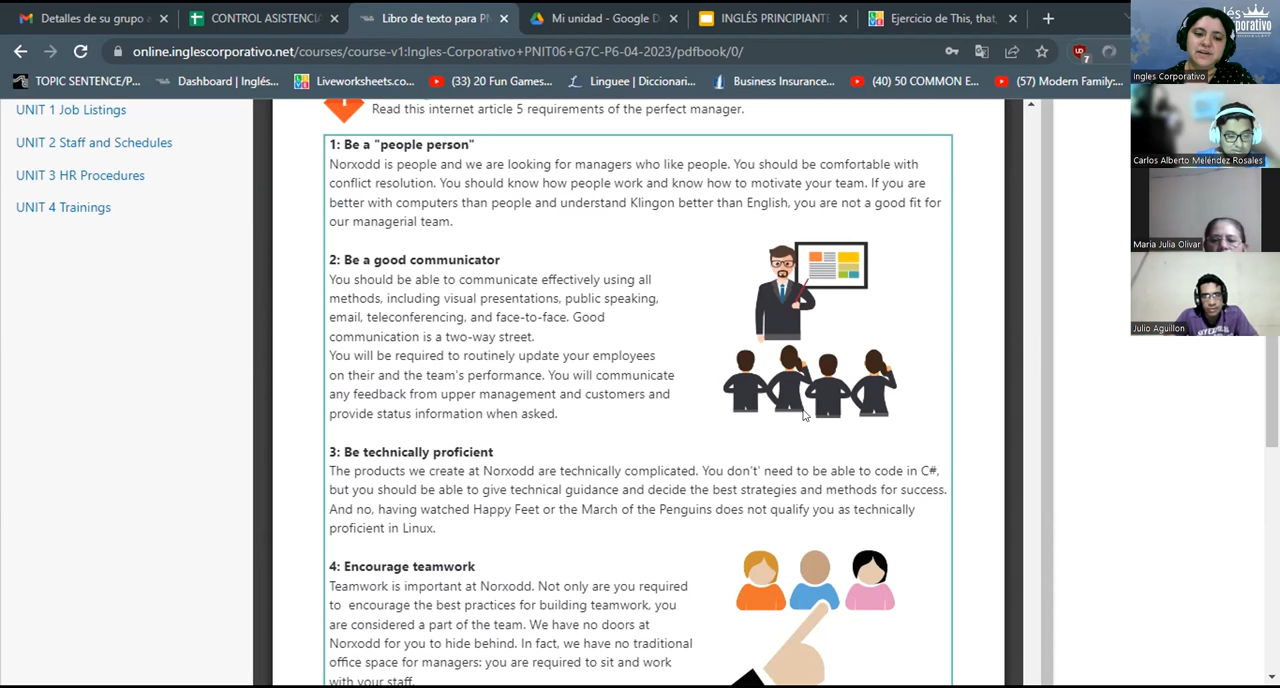 Detalles de su grupo a
CONTROL ASISTENCI
Libro de texto para PN
Mi unidad - Google D
INGLÉS PRINCIPIANTE
Ejercicio de This, that,
online.inglescorporativo.net/courses/course-v1:Ingles-Corporativo+PNIT06+G7C-P6-04-2023/pdfbook/0/
7
TOPIC SENTENCE/P...
Dashboard | Inglés...
Liveworksheets.co...
(33) 20 Fun Games...
Linguee | Diccionari...
Business Insurance...
(40) 50 COMMON E...
(57) Modern Family:...
UNIT 1 Job Listings
UNIT 2 Staff and Schedules
UNIT 3 HR Procedures
UNIT 4 Trainings
Read this internet article 5 requirements of the perfect manager.
1: Be a "people person"
Norxodd is people and we are looking for managers who like people. You should be comfortable with
conflict resolution. You should know how people work and know how to motivate your team. If you are
better with computers than people and understand Klingon better than English, you are not a good fit for
our managerial team.
2: Be a good communicator
You should be able to communicate effectively using all
methods, including visual presentations, public speaking,
email, teleconferencing, and face-to-face. Good
communication is a two-way street.
You will be required to routinely update your employees
on their and the team's performance. You will communicate
any feedback from upper management and customers and
provide status information when asked.
3: Be technically proficient
The products we create at Norxodd are technically complicated. You don't' need to be able to code in C#,
but you should be able to give technical guidance and decide the best strategies and methods for success.
And no, having watched Happy Feet or the March of the Penguins does not qualify you as technically
proficient in Linux.
4: Encourage teamwork
Teamwork is important at Norxodd. Not only are you required
to encourage the best practices for building teamwork, you
are considered a part of the team. We have no doors at
Norxodd for you to hide behind. In fact, we have no traditional
office space for managers: you are required to sit and work
with your staff.
Ingles Corporativo
Carlos Alberto Meléndez Rosales
Maria Julia Olivar
Julio Aguillon